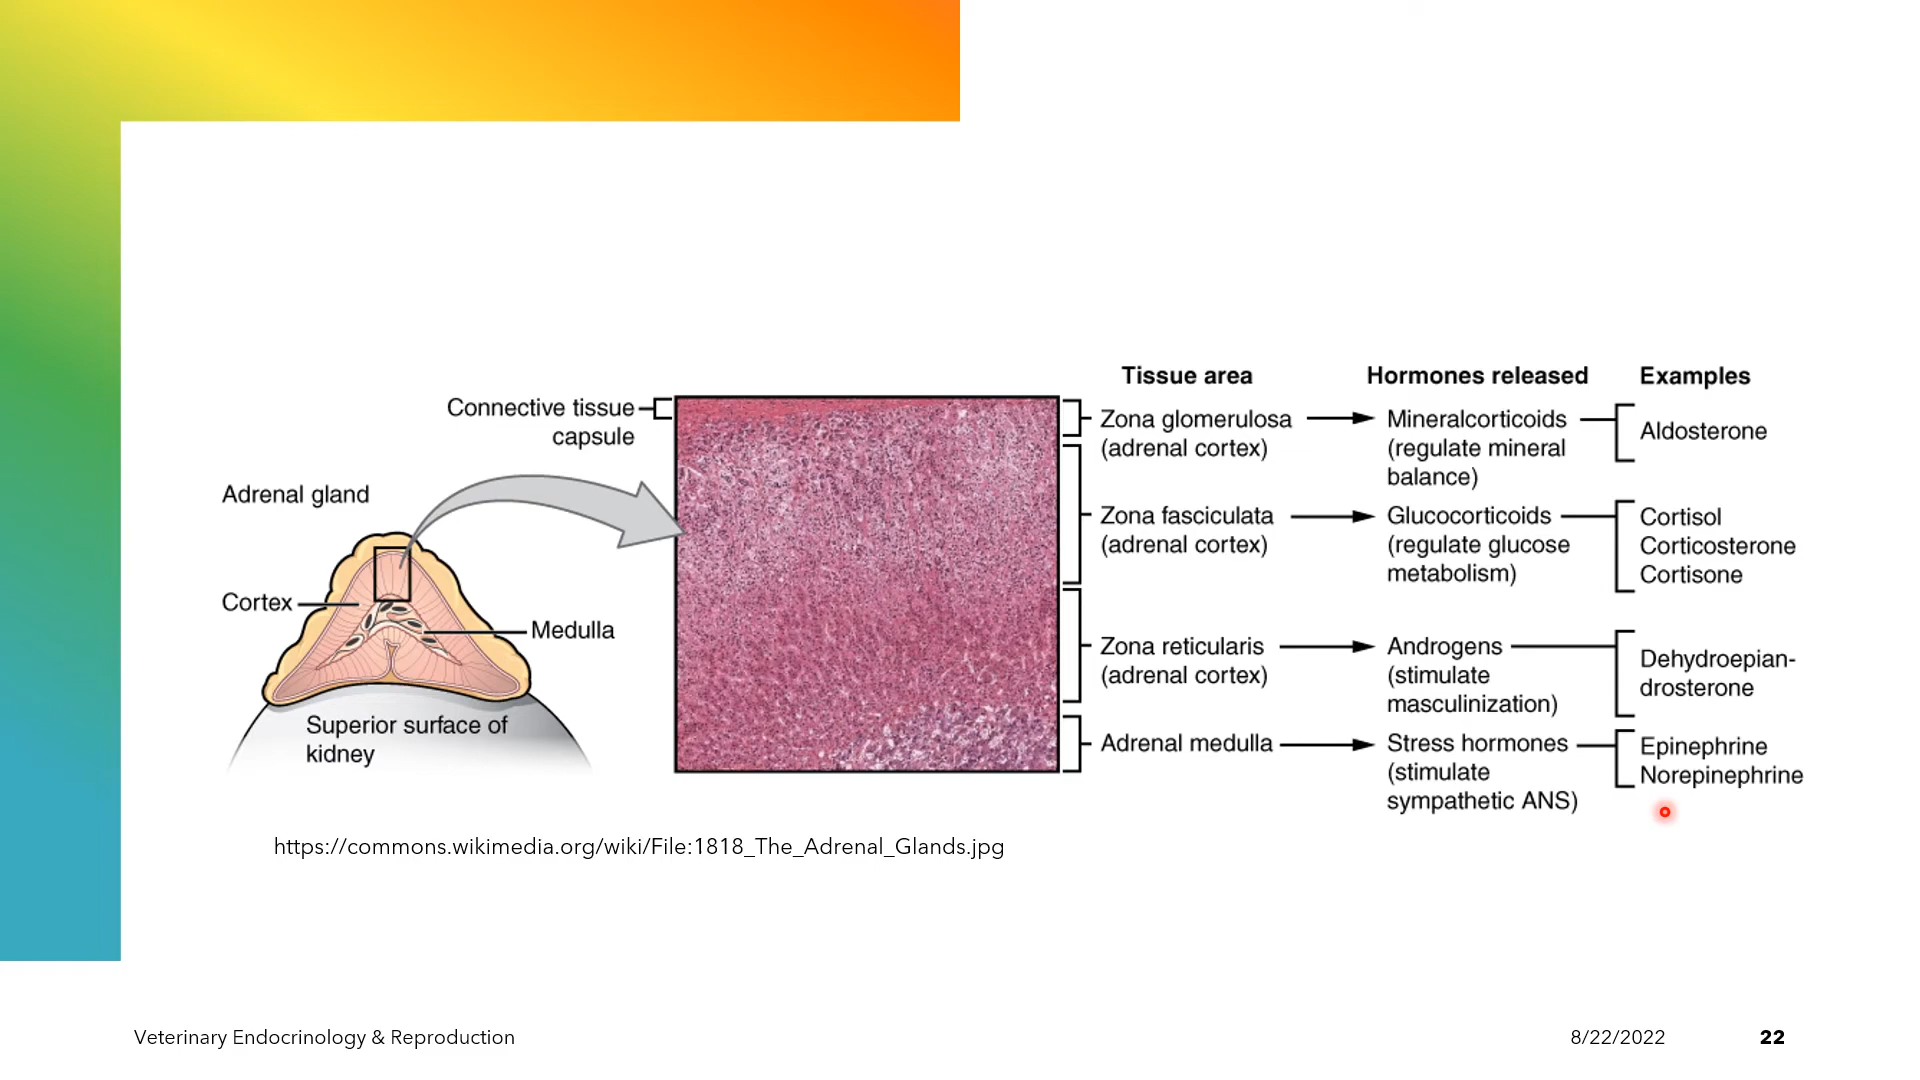 Tissue area
Hormones released
Examples
Connective tissue
capsule
Adrenal gland
Cortex
Medulla
Superior surface of
kidney
Zona glomerulosa
(adrenal cortex)
Mineralcorticoids
(regulate mineral
balance)
Aldosterone
Zona fasciculata
(adrenal cortex)
Glucocorticoids
(regulate glucose
metabolism)
Cortisol
Corticosterone
Cortisone
Zona reticularis
(adrenal cortex)
Androgens
(stimulate
masculinization)
Dehydroepian-
drosterone
Adrenal medulla
Stress hormones
(stimulate
sympathetic ANS)
Epinephrine
Norepinephrine
https://commons.wikimedia.org/wiki/File:1818_The_Adrenal_Glands.jpg
Veterinary Endocrinology & Reproduction
8/22/2022
22